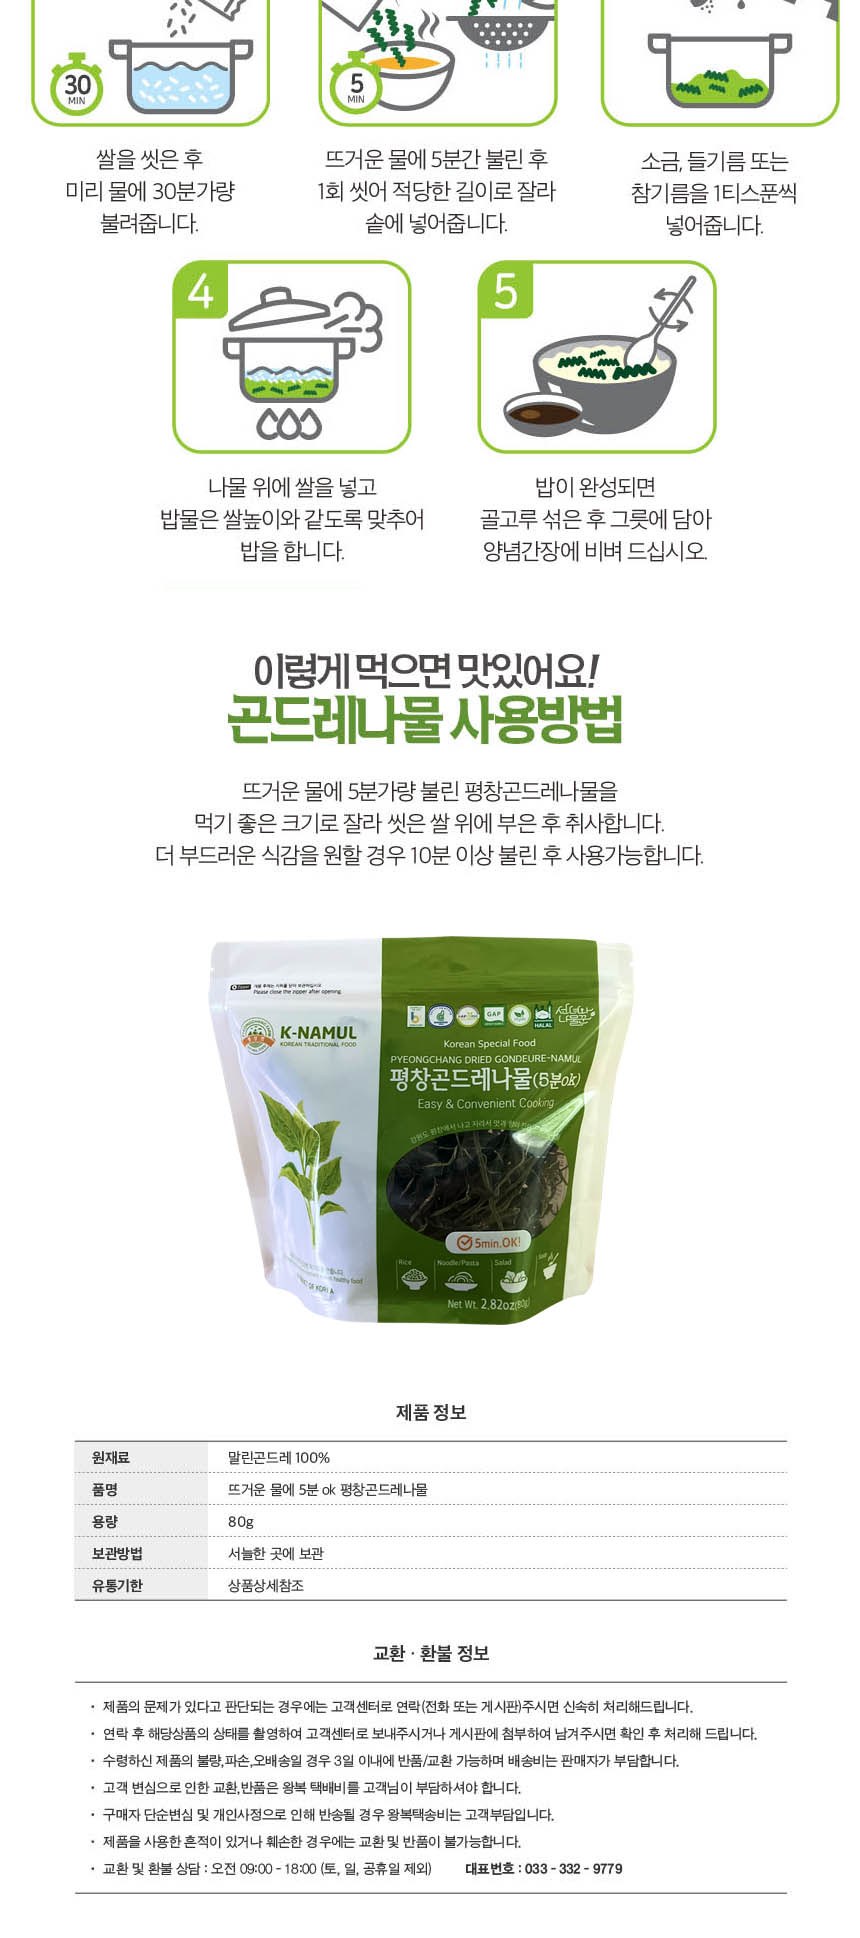 30
MIN
5
MIN
쌀을 씻은 후
미리 물에 30분가량
불려줍니다.
뜨거운 물에 5분간 불린 후
1회 씻어 적당한 길이로 잘라
솥에 넣어줍니다.
소금, 들기름 또는
참기름을 1티스푼씩
넣어줍니다.
4
5
나물 위에 쌀을 넣고
밥물은 쌀높이와 같도록 맞추어
밥을 합니다.
밥이 완성되면
골고루 섞은 후 그릇에 담아
양념간장에 비벼 드십시오.
이렇게 먹으면 맛있어요!
곤드레나물 사용방법
뜨거운 물에 5분가량 불린 평창곤드레나물을
먹기 좋은 크기로 잘라 씻은 쌀 위에 부은 후 취사합니다.
더 부드러운 식감을 원할 경우 10분 이상 불린 후 사용가능합니다.
Please close the zipper after opening.
K-NAMUL
KOREAN TRADITIONAL FOOD
GAP
HALAL
Korean Special Food
PYEONGCHANG DRIED GONDEURE-NAMUL
평창곤드레나물(5분ok)
Easy & Convenient Cooking
5min.OK!
Rice
Noodle/Pasta
Salad
healthy food
Net Wt. 2.82oz(80g)
제품 정보
원재료 말린곤드레 100%
품명 뜨거운 물에 5분 ok 평창곤드레나물
용량 80g
보관방법 서늘한 곳에 보관
유통기한 상품상세참조
교환 · 환불 정보
· 제품의 문제가 있다고 판단되는 경우에는 고객센터로 연락(전화 또는 게시판)주시면 신속히 처리해드립니다.
· 연락 후 해당상품의 상태를 촬영하여 고객센터로 보내주시거나 게시판에 첨부하여 남겨주시면 확인 후 처리해 드립니다.
· 수령하신 제품의 불량,파손,오배송일 경우 3일 이내에 반품/교환 가능하며 배송비는 판매자가 부담합니다.
· 고객 변심으로 인한 교환,반품은 왕복 택배비를 고객님이 부담하셔야 합니다.
· 구매자 단순변심 및 개인사정으로 인해 반송될 경우 왕복택송비는 고객부담입니다.
· 제품을 사용한 흔적이 있거나 훼손한 경우에는 교환 및 반품이 불가능합니다.
· 교환 및 환불 상담 : 오전 09:00 - 18:00 (토, 일, 공휴일 제외) 대표번호 : 033 - 332 - 9779